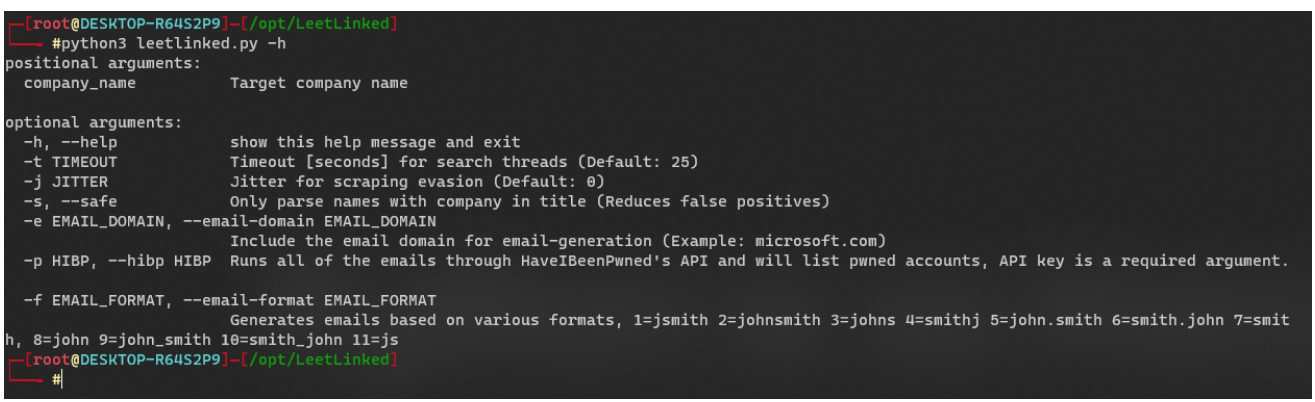 [root@DESKTOP-R64S2P9]─[/opt/LeetLinked]
#python3 leetlinked.py -h
positional arguments:
company_name Target company name
optional arguments:
-h, --help show this help message and exit
-t TIMEOUT Timeout [seconds] for search threads (Default: 25)
-j JITTER Jitter for scraping evasion (Default: 0)
-s, --safe Only parse names with company in title (Reduces false positives)
-e EMAIL_DOMAIN, --email-domain EMAIL_DOMAIN
Include the email domain for email-generation (Example: microsoft.com)
-p HIBP, --hibp HIBP Runs all of the emails through HaveIBeenPwned's API and will list pwned accounts, API key is a required argument.
-f EMAIL_FORMAT, --email-format EMAIL_FORMAT
Generates emails based on various formats, 1=jsmith 2=johnsmith 3=johns 4=smithj 5=john.smith 6=smith.john 7=smit
h, 8=john 9=john_smith 10=smith_john 11=js
[root@DESKTOP-R64S2P9]─[/opt/LeetLinked]
#